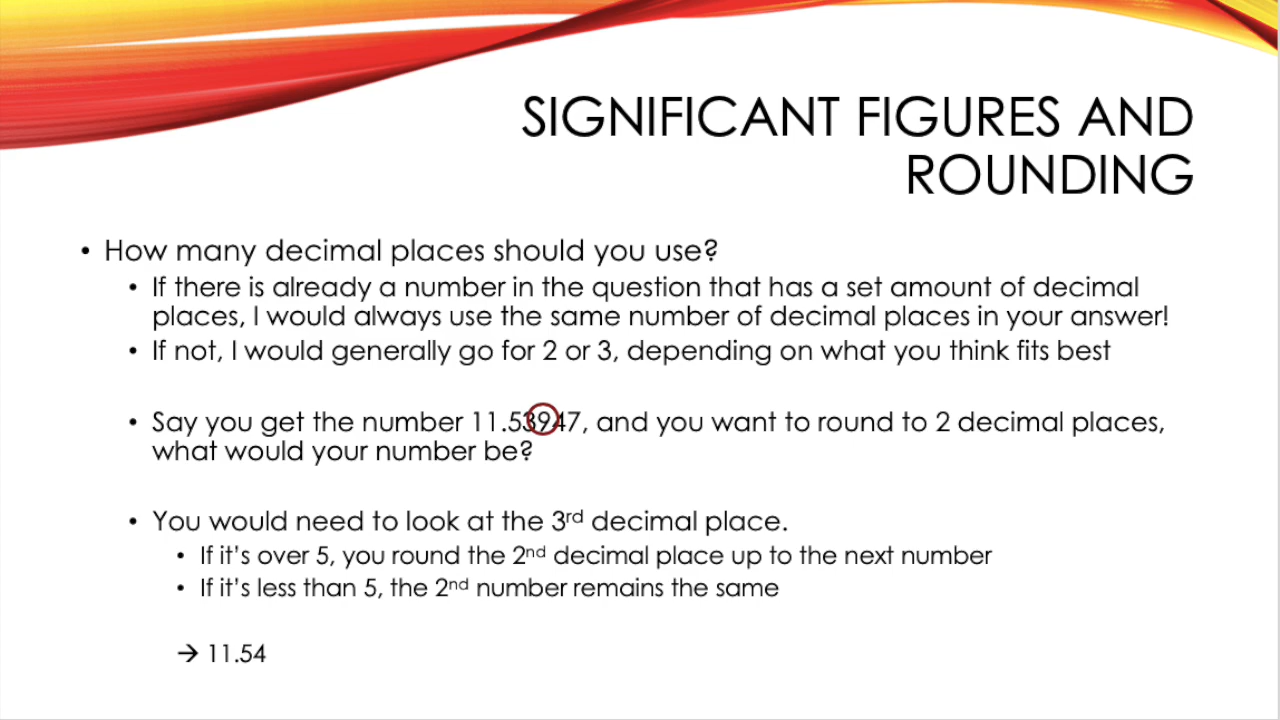 SIGNIFICANT FIGURES AND
ROUNDING
• How many decimal places should you use?
• If there is already a number in the question that has a set amount of decimal
places, I would always use the same number of decimal places in your answer!
• If not, I would generally go for 2 or 3, depending on what you think fits best
• Say you get the number 11.53947, and you want to round to 2 decimal places,
what would your number be?
• You would need to look at the 3rd decimal place.
• If it's over 5, you round the 2nd decimal place up to the next number
• If it's less than 5, the 2nd number remains the same
→ 11.54